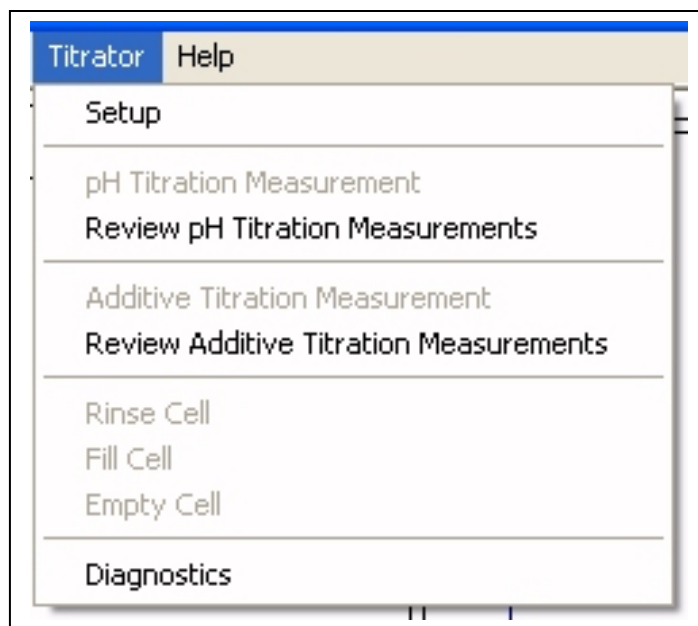 Titrator Help
Setup
pH Titration Measurement
Review pH Titration Measurements
Additive Titration Measurement
Review Additive Titration Measurements
Rinse Cell
Fill Cell
Empty Cell
Diagnostics